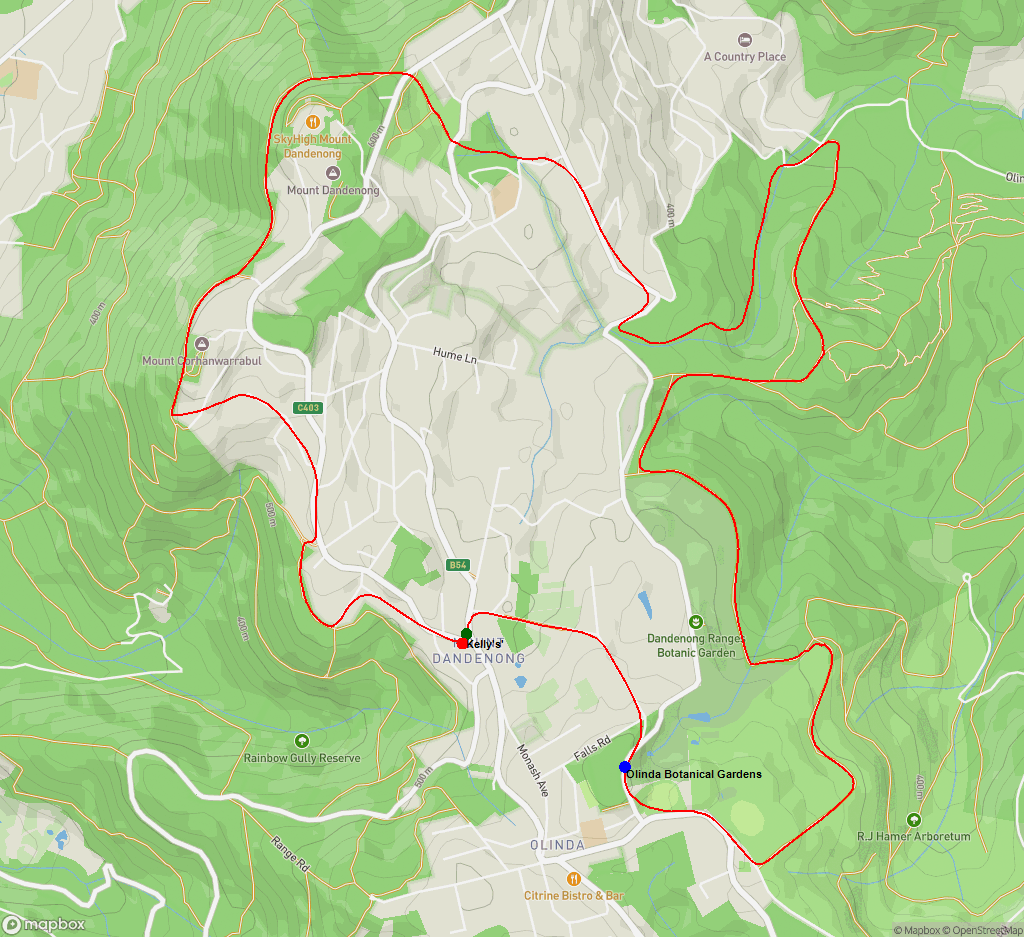 A Country Place
SkyHigh Mount
Dandenong
600 m
Mount Dandenong
400 m
400 m
Mount Corhanwarrabul
Hume Ln
C403
600 m
B54
400 m
Kelly's
DANDENONG
Dandenong Ranges
Botanic Garden
Rainbow Gully Reserve
Falls Rd
Monash Ave
500 m
Olinda Botanical Gardens
400 m
R.J Hamer Arboretum
OLINDA
Range Rd
Citrine Bistro & Bar
mapbox
© Mapbox © OpenStreetMap